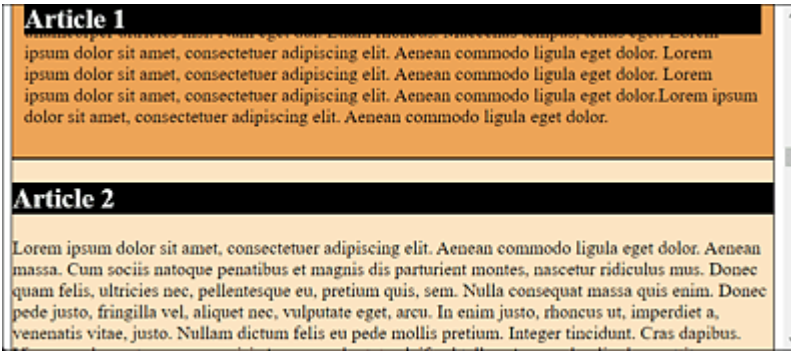 Article 1
ipsum dolor sit amet, consectetuer adipiscing elit. Aenean commodo ligula eget dolor. Lorem
ipsum dolor sit amet, consectetuer adipiscing elit. Aenean commodo ligula eget dolor. Lorem
ipsum dolor sit amet, consectetuer adipiscing elit. Aenean commodo ligula eget dolor.Lorem ipsum
dolor sit amet, consectetuer adipiscing elit. Aenean commodo ligula eget dolor.
Article 2
Lorem ipsum dolor sit amet, consectetuer adipiscing elit. Aenean commodo ligula eget dolor. Aenean
massa. Cum sociis natoque penatibus et magnis dis parturient montes, nascetur ridiculus mus. Donec
quam felis, ultricies nec, pellentesque eu, pretium quis, sem. Nulla consequat massa quis enim. Donec
pede justo, fringilla vel, aliquet nec, vulputate eget, arcu. In enim justo, rhoncus ut, imperdiet a,
venenatis vitae, justo. Nullam dictum felis eu pede mollis pretium. Integer tincidunt. Cras dapibus.